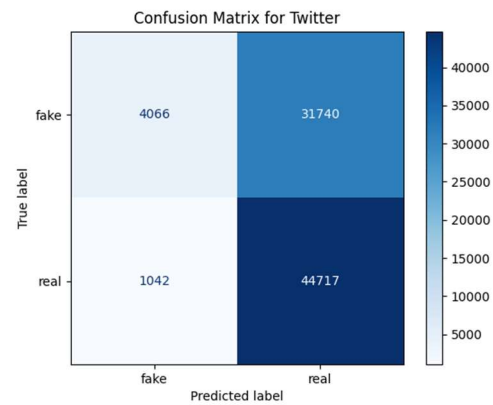 Confusion Matrix for Twitter
True label
fake
4066
31740
real
1042
44717
fake
real
Predicted label
40000
35000
30000
25000
20000
15000
10000
5000